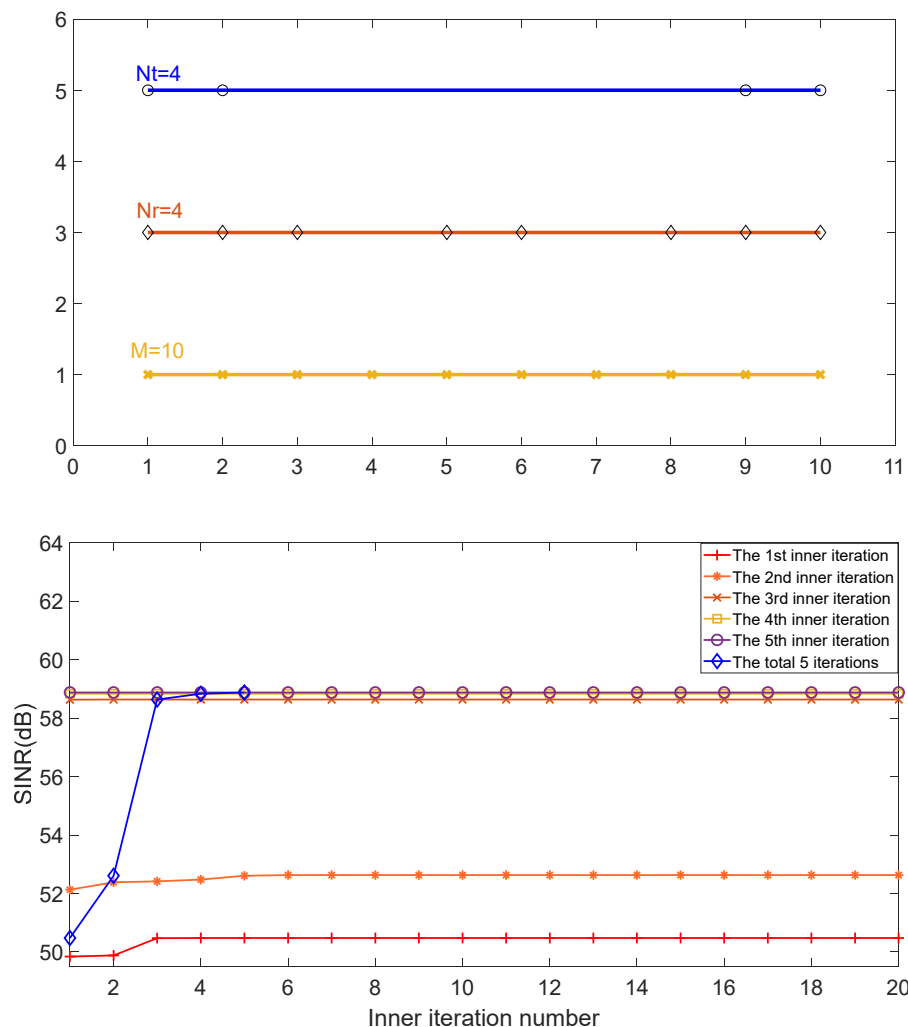 6
5
4
3
2
1
0
Nt=4
Nr=4
M=10
0 1 2 3 4 5 6 7 8 9 10 11
64
62
60
58
56
54
52
50
SINR(dB)
The 1st inner iteration
The 2nd inner iteration
The 3rd inner iteration
The 4th inner iteration
The 5th inner iteration
The total 5 iterations
2 4 6 8 10 12 14 16 18 20
Inner iteration number